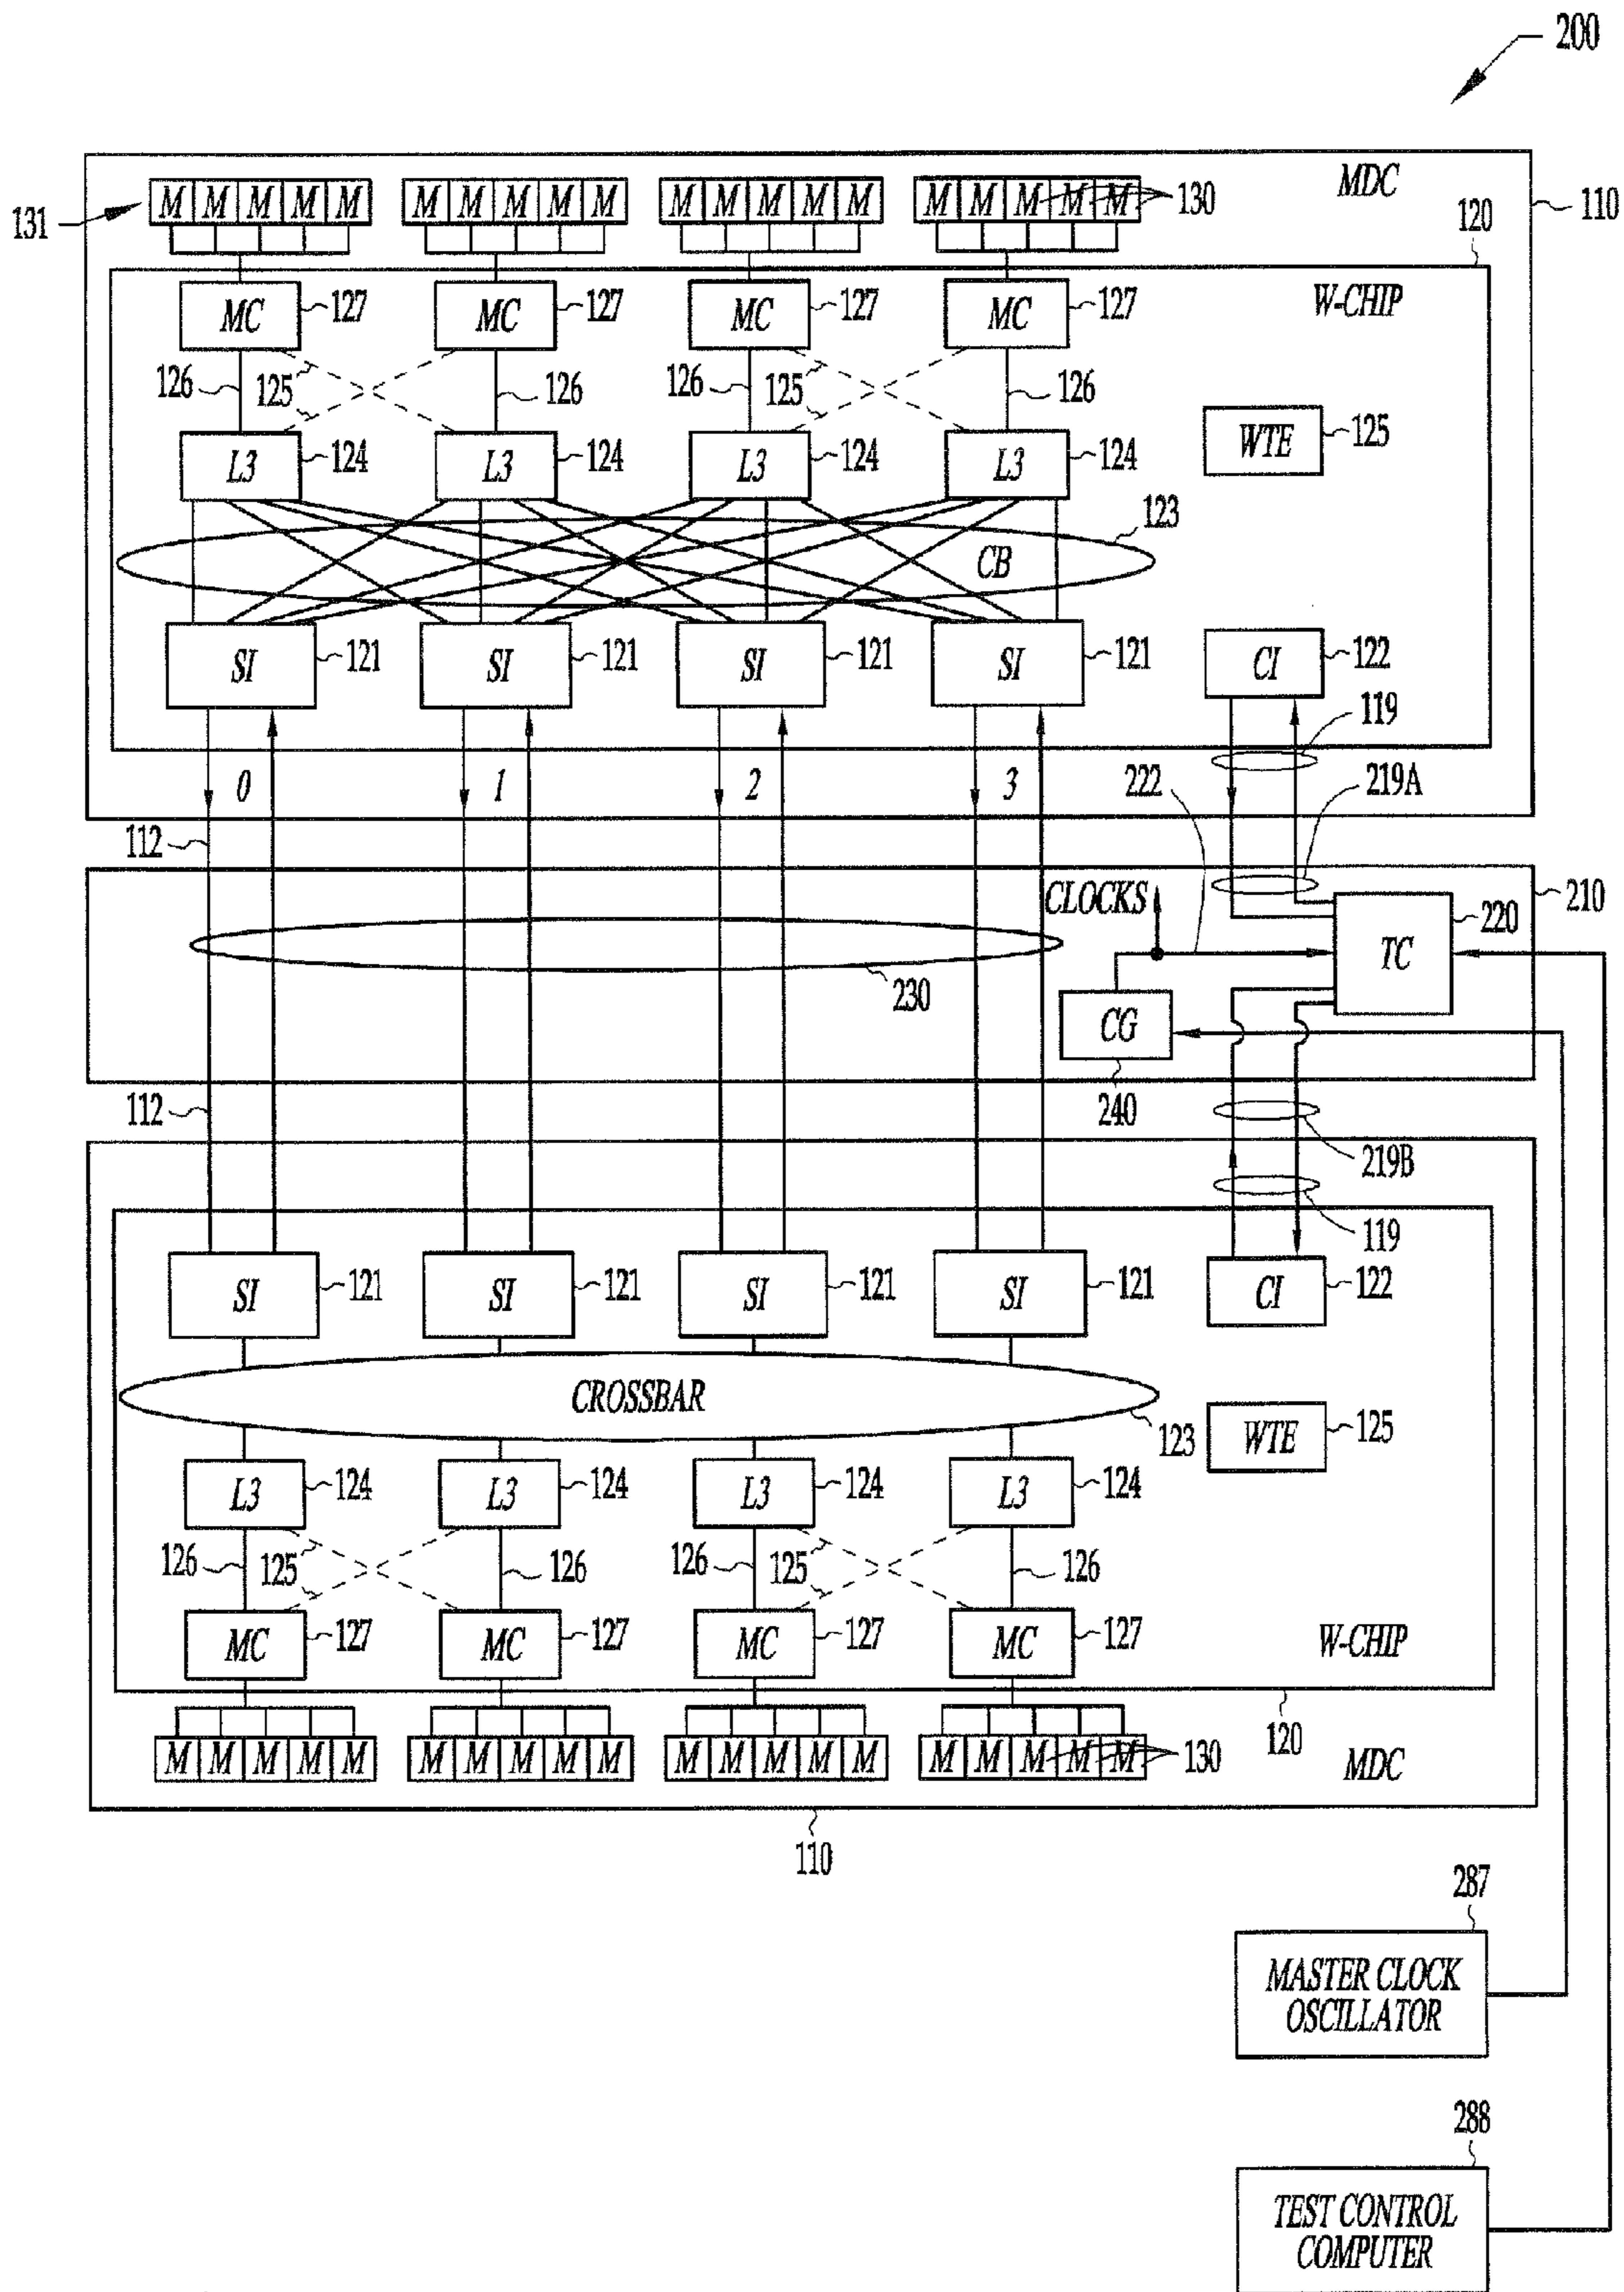 200
M M M M M M M M M M M M M M M M M M M M MDC
131 130 110
120
MC 127 MC 127 MC 127 MC 127 W-CHIP
126 125 126 126 125 126
L3 124 L3 124 L3 124 L3 124 WTE 125
123
CB
SI 121 SI 121 SI 121 SI 121 CI 122
119
0 1 2 3 222 219A
112
CLOCKS 210
220
TC
230
CG
112 240
219B
119
SI 121 SI 121 SI 121 SI 121 CI 122
CROSSBAR
123 WTE 125
L3 124 L3 124 L3 124 L3 124
126 125 126 126 125 126
MC 127 MC 127 MC 127 MC 127 W-CHIP
120
M M M M M M M M M M M M M M M M M M M M 130 MDC
110
287
MASTER CLOCK
OSCILLATOR
288
TEST CONTROL
COMPUTER